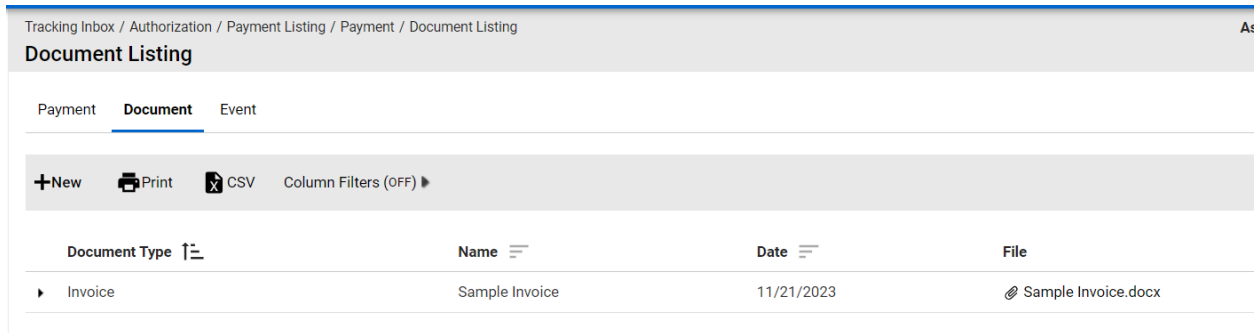 Tracking Inbox / Authorization / Payment Listing / Payment / Document Listing
Document Listing
Payment Document Event
New Print CSV Column Filters (OFF)
Document Type Name Date File
Invoice Sample Invoice 11/21/2023 Sample Invoice.docx